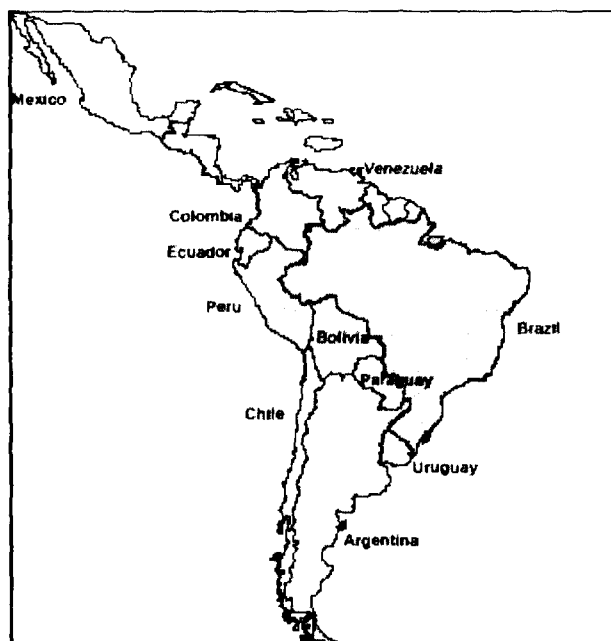 Mexico
Venezuela
Colombia
Ecuador
Peru
Brazil
Bolivia
Paraguay
Chile
Uruguay
Argentina